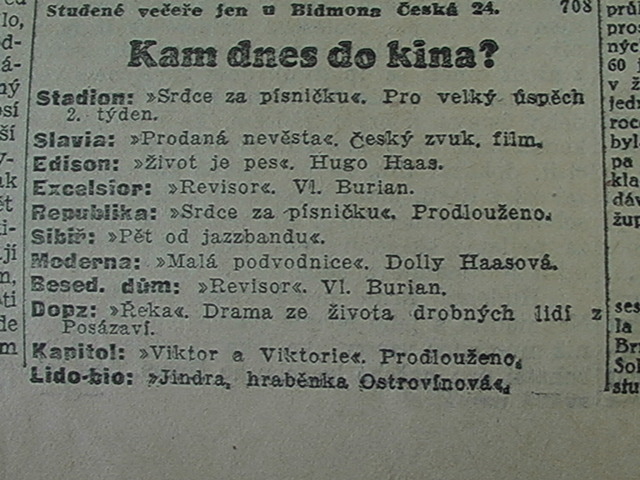 Studené večeře jen u Bidmona Česká 24. 708
Kam dnes do kina?
Stadion: »Srdce za písničku«. Pro velký úspěch
2. týden.
Slavia: »Prodaná nevěsta«. Český zvuk. film.
Edison: »Život je pes«. Hugo Haas.
Excelsior: »Revisor«. Vl. Burian.
Republika: »Srdce za písničku«. Prodlouženo.
Sibiř: »Pět od jazzbandu«.
Moderna: »Malá podvodnice«. Dolly Haasová.
Besed. dům: »Revisor«. Vl. Burian.
Dopz: »Řeka«. Drama ze života drobných lidí z
Posázaví.
Kapitol: »Viktor a Viktorie«. Prodlouženo.
Lido-bio: »Jindra, hraběnka Ostrovínová«.